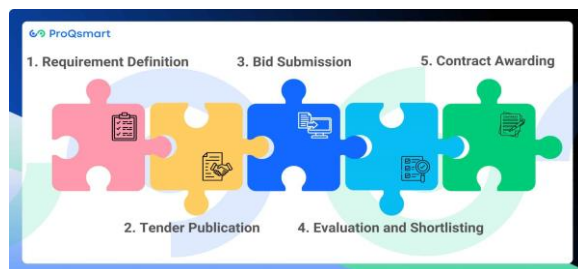 ProQsmart
1. Requirement Definition
3. Bid Submission
5. Contract Awarding
2. Tender Publication
4. Evaluation and Shortlisting